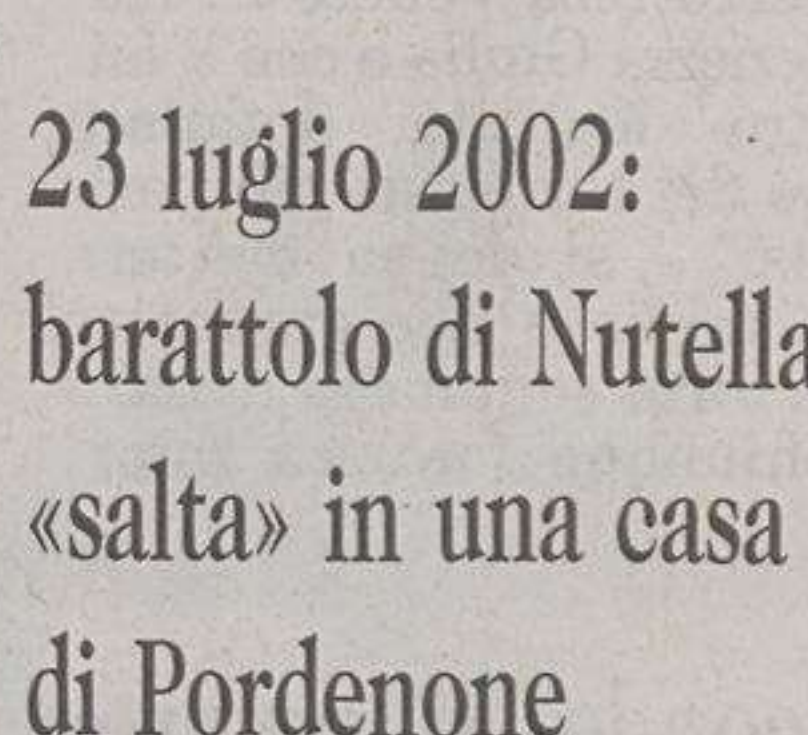 23 luglio 2002:
barattolo di Nutella
«salta» in una casa
di Pordenone